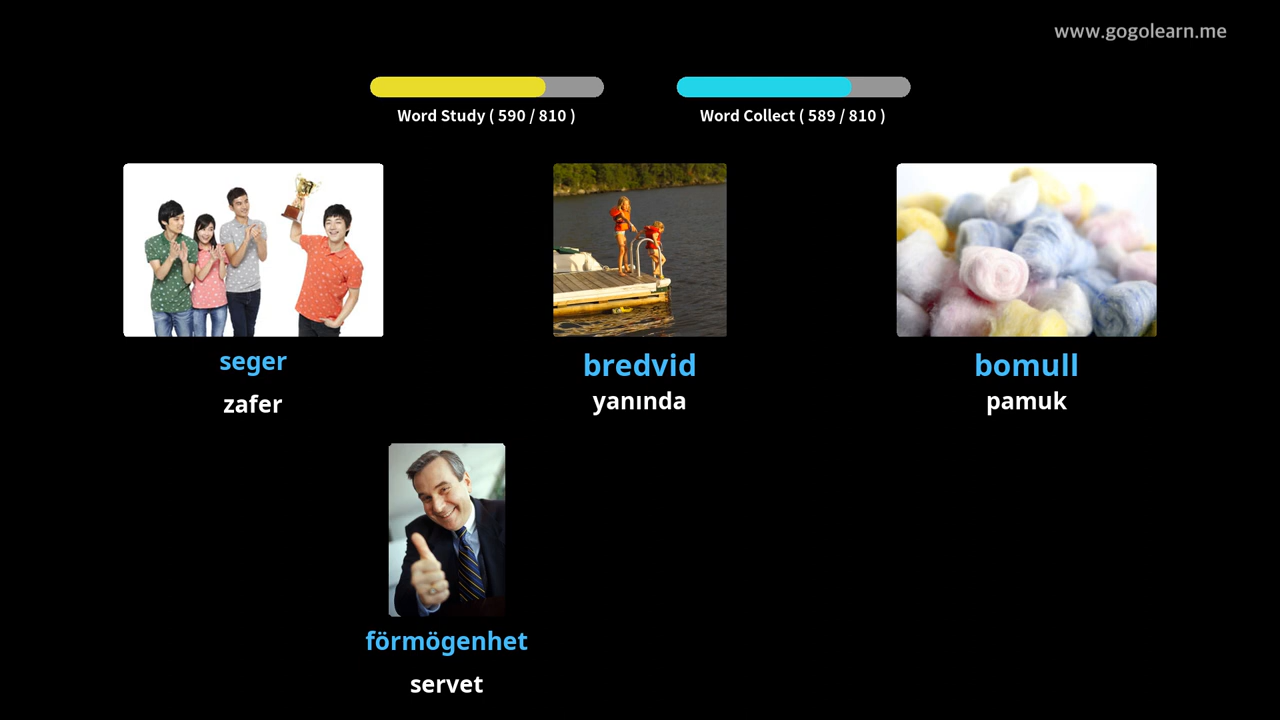 www.gogolearn.me
Word Study ( 590 / 810 )
Word Collect ( 589 / 810 )
seger
zafer
bredvid
yanında
bomull
pamuk
förmögenhet
servet